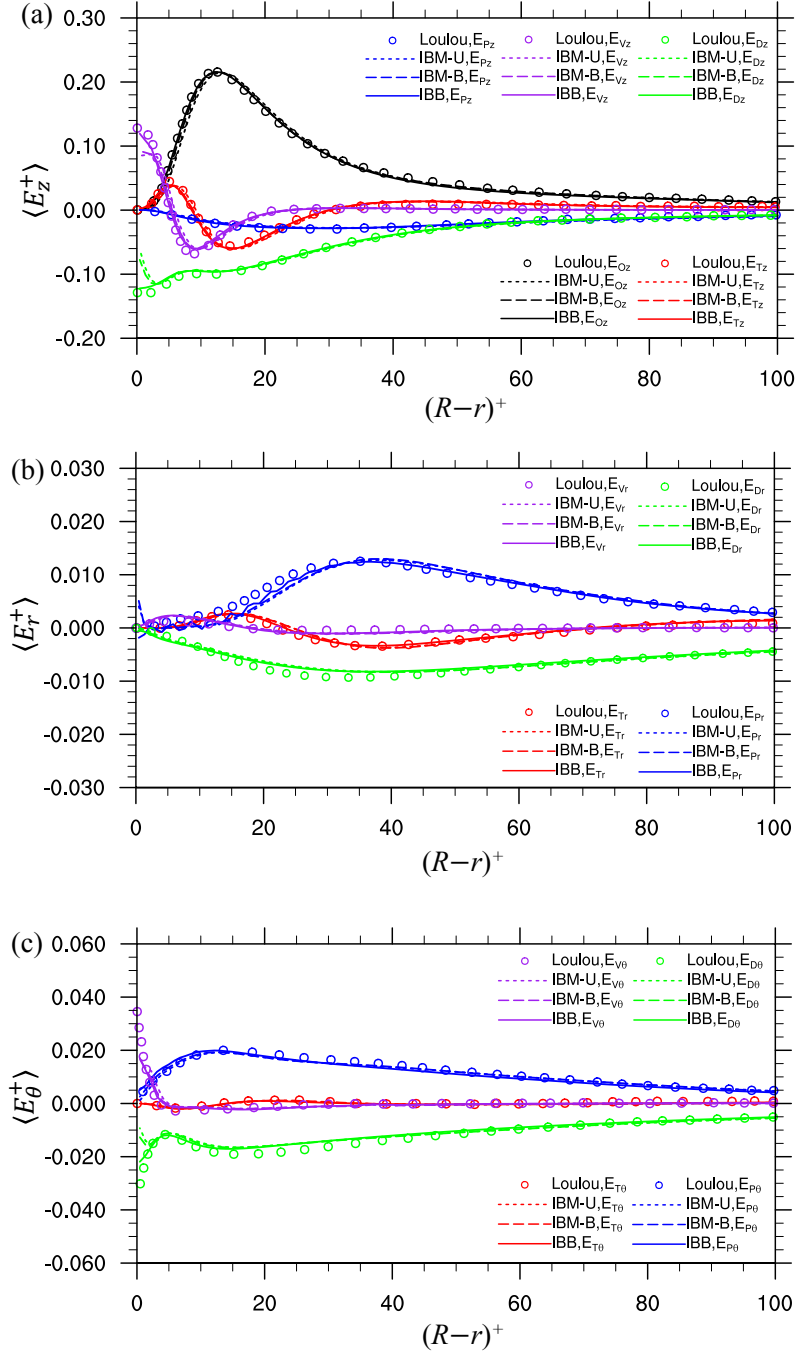 (a)
Loulou,E_Pz Loulou,E_Vz Loulou,E_Dz
IBM-U,E_Pz IBM-U,E_Vz IBM-U,E_Dz
IBM-B,E_Pz IBM-B,E_Vz IBM-B,E_Dz
IBB,E_Pz IBB,E_Vz IBB,E_Dz
0.30
0.20
0.10
0.00
-0.10
-0.20
⟨E_z^+⟩
Loulou,E_Oz Loulou,E_Tz
IBM-U,E_Oz IBM-U,E_Tz
IBM-B,E_Oz IBM-B,E_Tz
IBB,E_Oz IBB,E_Tz
0 20 40 60 80 100
(R−r)^+
(b)
Loulou,E_Vr Loulou,E_Dr
IBM-U,E_Vr IBM-U,E_Dr
IBM-B,E_Vr IBM-B,E_Dr
IBB,E_Vr IBB,E_Dr
0.030
0.020
0.010
0.000
-0.010
-0.020
-0.030
⟨E_r^+⟩
Loulou,E_Tr Loulou,E_Pr
IBM-U,E_Tr IBM-U,E_Pr
IBM-B,E_Tr IBM-B,E_Pr
IBB,E_Tr IBB,E_Pr
0 20 40 60 80 100
(R−r)^+
(c)
Loulou,E_Vθ Loulou,E_Dθ
IBM-U,E_Vθ IBM-U,E_Dθ
IBM-B,E_Vθ IBM-B,E_Dθ
IBB,E_Vθ IBB,E_Dθ
0.060
0.040
0.020
0.000
-0.020
-0.040
-0.060
⟨E_θ^+⟩
Loulou,E_Tθ Loulou,E_Pθ
IBM-U,E_Tθ IBM-U,E_Pθ
IBM-B,E_Tθ IBM-B,E_Pθ
IBB,E_Tθ IBB,E_Pθ
0 20 40 60 80 100
(R−r)^+